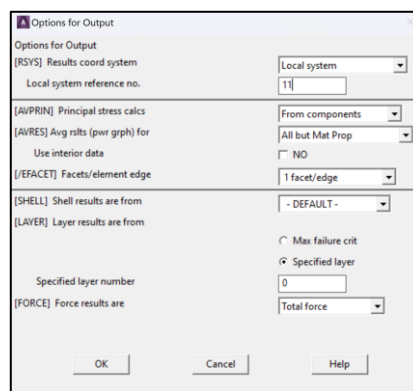 Options for Output
Options for Output
[RSYS] Results coord system Local system
Local system reference no. 11
[AVPRIN] Principal stress calcs From components
[AVRES] Avg rslts (pwr grph) for All but Mat Prop
Use interior data NO
[/EFACET] Facets/element edge 1 facet/edge
[SHELL] Shell results are from - DEFAULT -
[LAYER] Layer results are from
Max failure crit
Specified layer
Specified layer number 0
[FORCE] Force results are Total force
OK Cancel Help